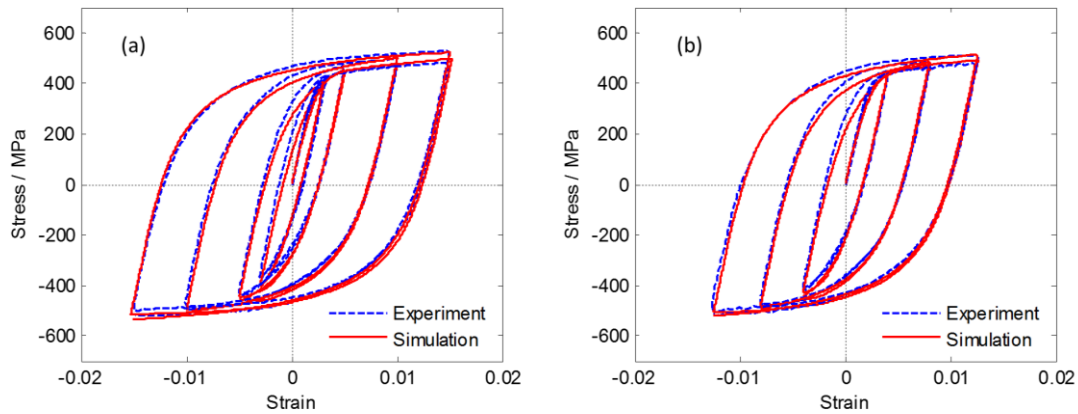 (a)
600
400
200
0
-200
-400
-600
Stress / MPa
Experiment
Simulation
-0.02 -0.01 0 0.01 0.02
Strain
(b)
600
400
200
0
-200
-400
-600
Stress / MPa
Experiment
Simulation
-0.02 -0.01 0 0.01 0.02
Strain